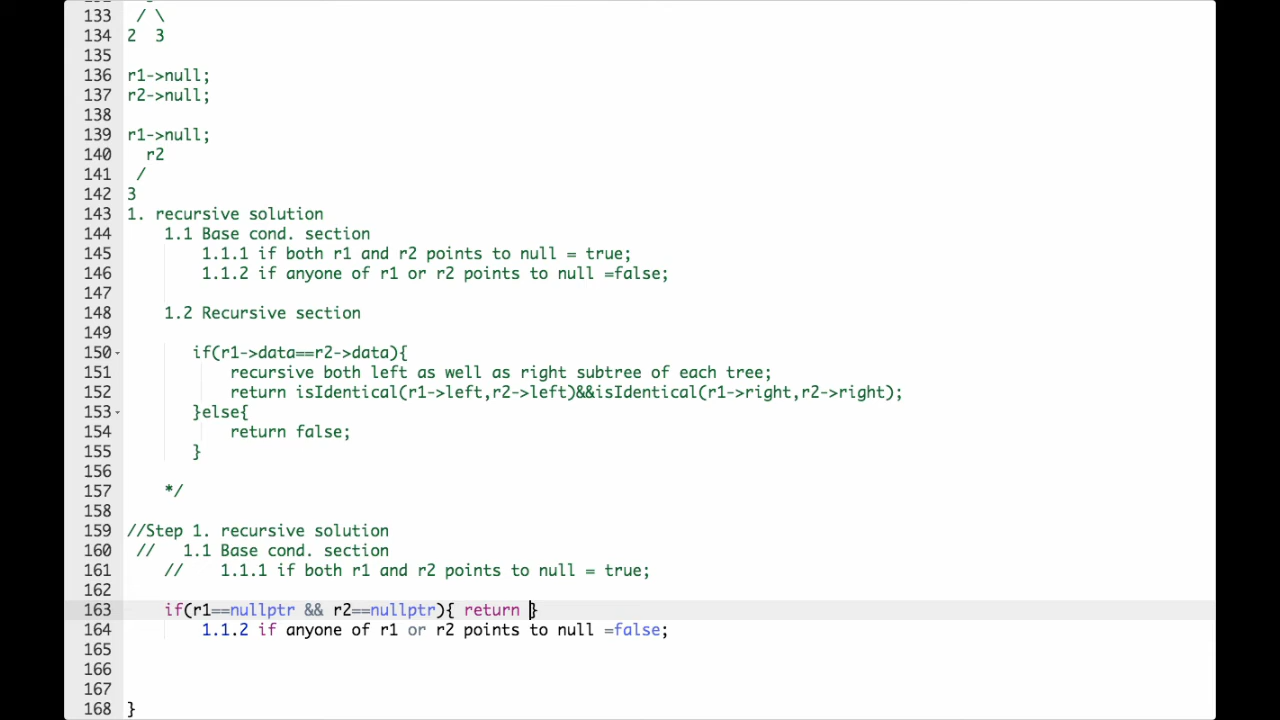 133 / \
134 2 3
135
136 r1->null;
137 r2->null;
138
139 r1->null;
140 r2
141 /
142 3
143 1. recursive solution
144 1.1 Base cond. section
145 1.1.1 if both r1 and r2 points to null = true;
146 1.1.2 if anyone of r1 or r2 points to null =false;
147
148 1.2 Recursive section
149
150 if(r1->data==r2->data){
151 recursive both left as well as right subtree of each tree;
152 return isIdentical(r1->left,r2->left)&&isIdentical(r1->right,r2->right);
153 }else{
154 return false;
155 }
156
157 */
158
159 //Step 1. recursive solution
160 // 1.1 Base cond. section
161 // 1.1.1 if both r1 and r2 points to null = true;
162
163 if(r1==nullptr && r2==nullptr){ return }
164 1.1.2 if anyone of r1 or r2 points to null =false;
165
166
167
168 }